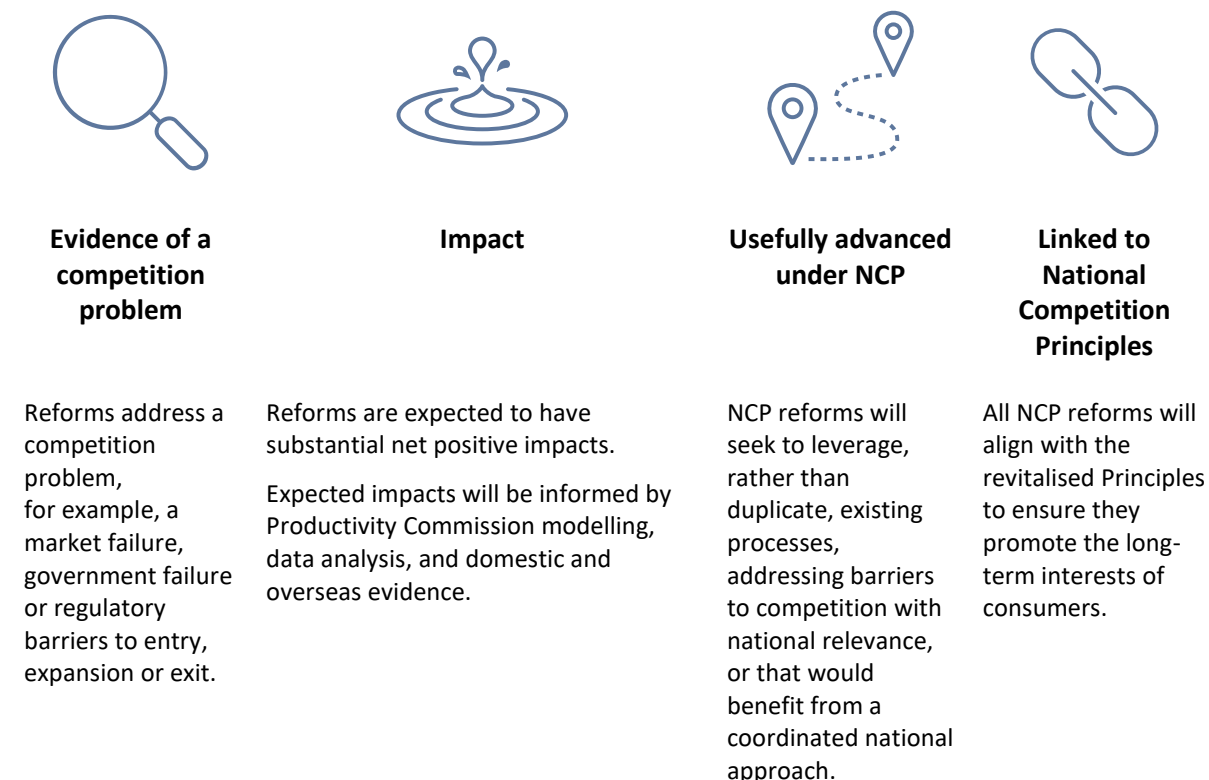 Evidence of a
competition
problem
Reforms address a
competition
problem,
for example, a
market failure,
government failure
or regulatory
barriers to entry,
expansion or exit.
Impact
Reforms are expected to have
substantial net positive impacts.
Expected impacts will be informed by
Productivity Commission modelling,
data analysis, and domestic and
overseas evidence.
Usefully advanced
under NCP
NCP reforms will
seek to leverage,
rather than
duplicate, existing
processes,
addressing barriers
to competition with
national relevance,
or that would
benefit from a
coordinated national
approach.
Linked to
National
Competition
Principles
All NCP reforms will
align with the
revitalised Principles
to ensure they
promote the long-
term interests of
consumers.